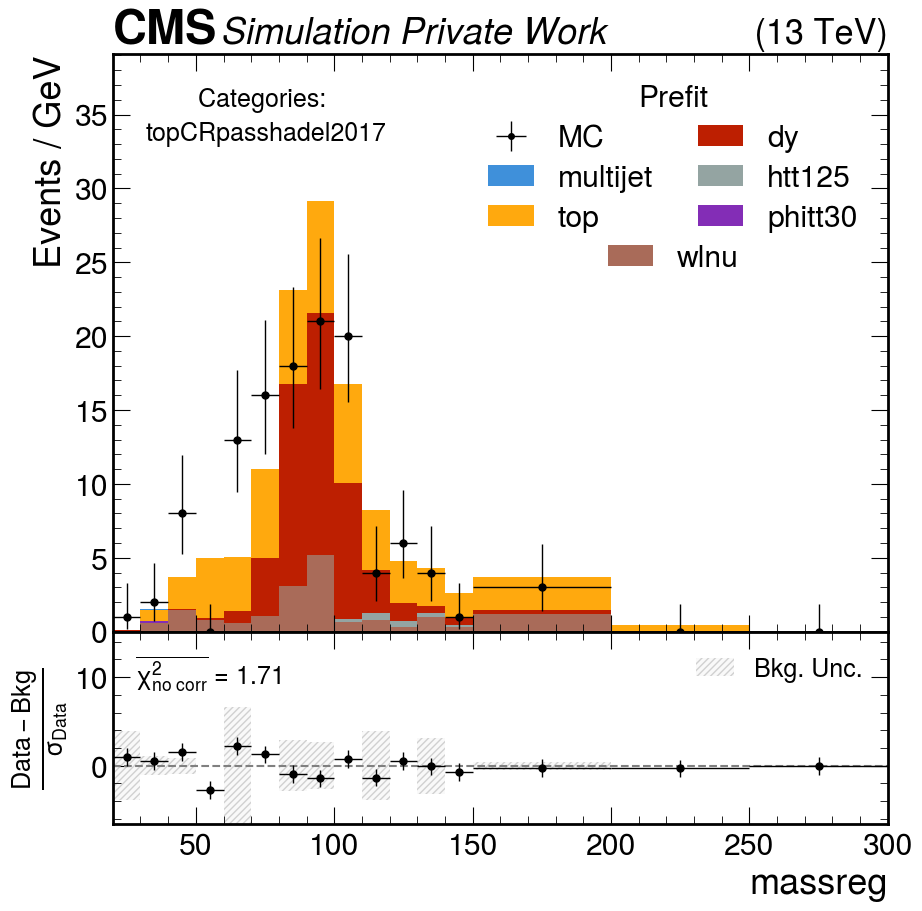 CMS Simulation Private Work (13 TeV)
Events / GeV
Categories:
topCRpasshadel2017
Prefit
MC
dy
multijet
htt125
top
phitt30
wlnu
35
30
25
20
15
10
5
0
χ²no corr = 1.71
Bkg. Unc.
Data − Bkg
σData
10
0
50 100 150 200 250 300
massreg